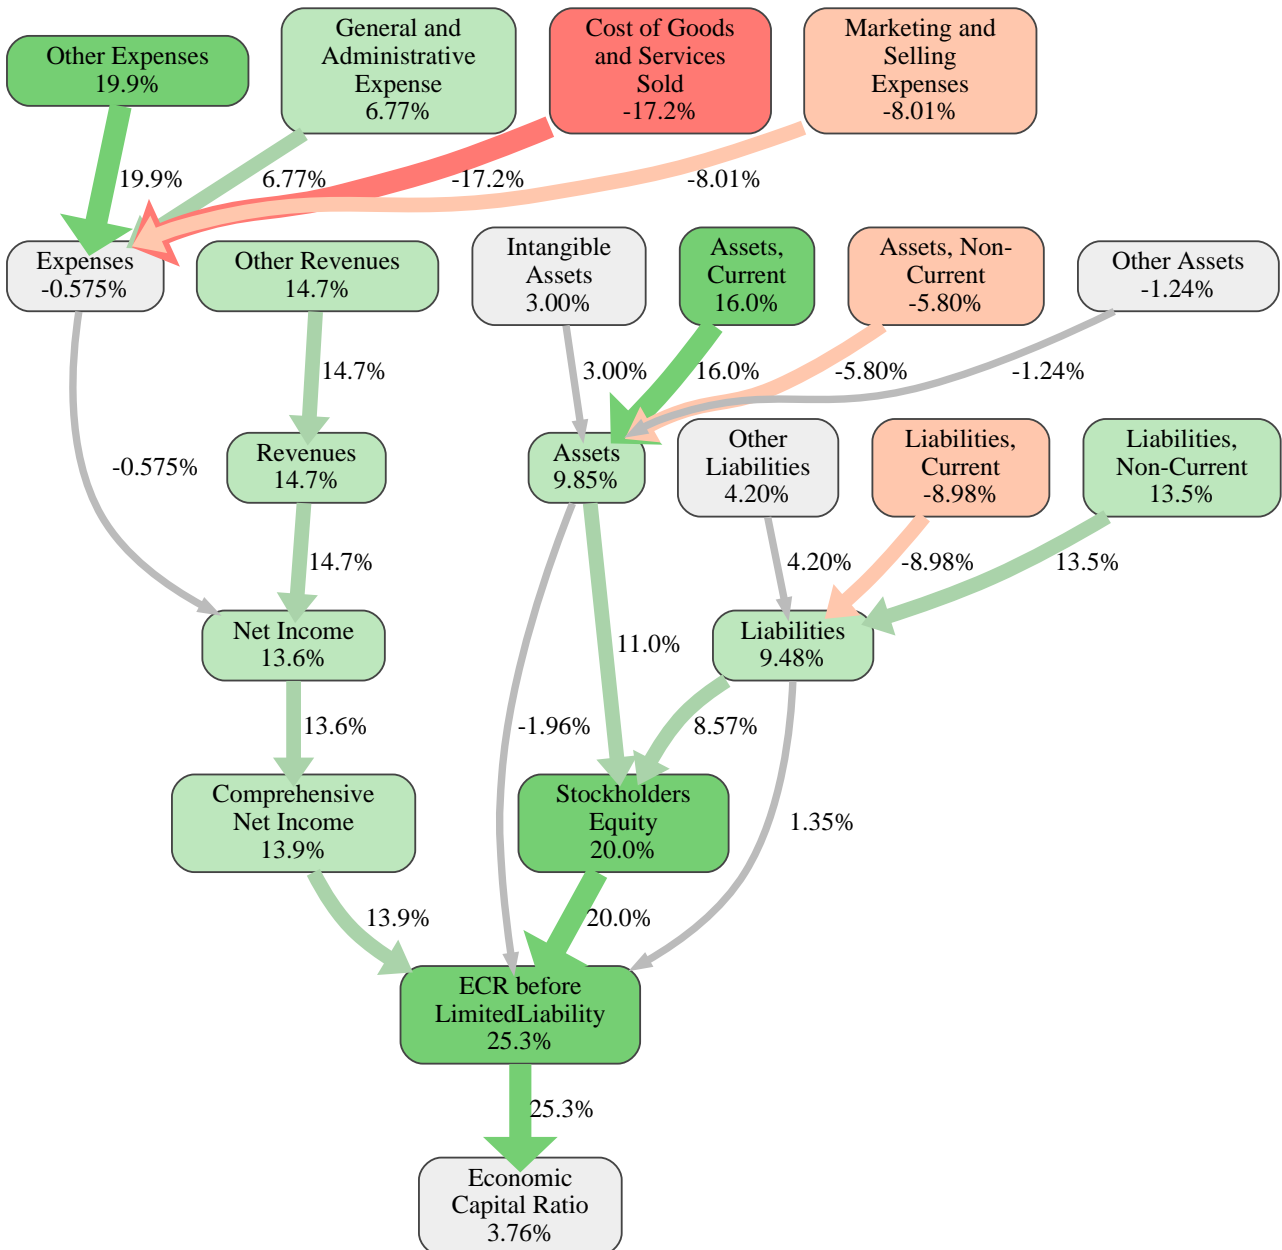 Other Expenses
19.9%
General and
Administrative
Expense
6.77%
Cost of Goods
and Services
Sold
-17.2%
Marketing and
Selling
Expenses
-8.01%
19.9%
6.77%
-17.2%
-8.01%
Expenses
-0.575%
Other Revenues
14.7%
Intangible
Assets
3.00%
Assets,
Current
16.0%
Assets, Non-
Current
-5.80%
Other Assets
-1.24%
14.7%
3.00%
16.0%
-5.80%
-1.24%
-0.575%
Revenues
14.7%
Assets
9.85%
Other
Liabilities
4.20%
Liabilities,
Current
-8.98%
Liabilities,
Non-Current
13.5%
14.7%
4.20%
-8.98%
13.5%
Net Income
13.6%
11.0%
Liabilities
9.48%
13.6%
-1.96%
8.57%
Comprehensive
Net Income
13.9%
Stockholders
Equity
20.0%
1.35%
13.9%
20.0%
ECR before
LimitedLiability
25.3%
25.3%
Economic
Capital Ratio
3.76%